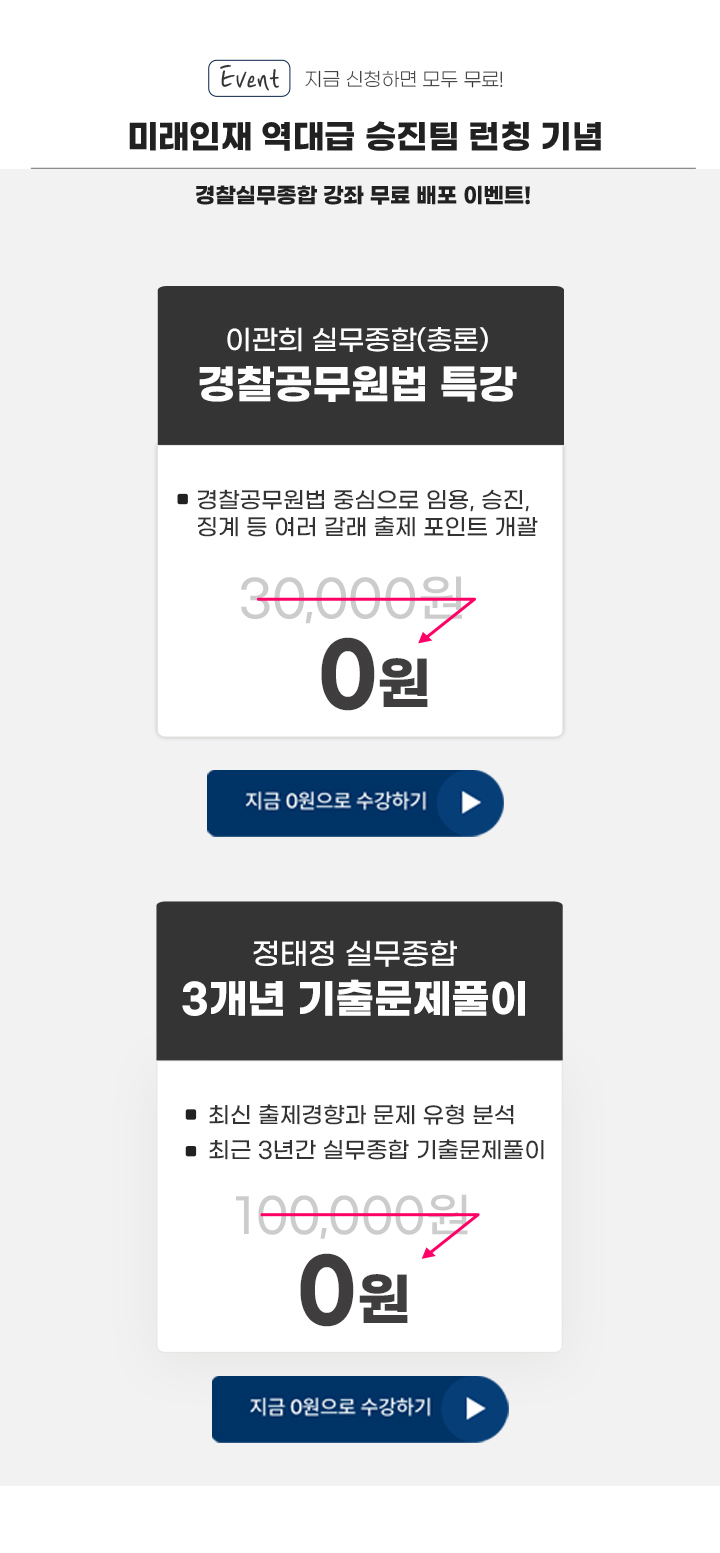 Event 지금 신청하면 모두 무료!
미래인재 역대급 승진팀 런칭 기념
경찰실무종합 강좌 무료 배포 이벤트!
이관희 실무종합(총론)
경찰공무원법 특강
경찰공무원법 중심으로 임용, 승진,
징계 등 여러 갈래 출제 포인트 개괄
30,000원
0원
지금 0원으로 수강하기
정태정 실무종합
3개년 기출문제풀이
최신 출제경향과 문제 유형 분석
최근 3년간 실무종합 기출문제풀이
100,000원
0원
지금 0원으로 수강하기